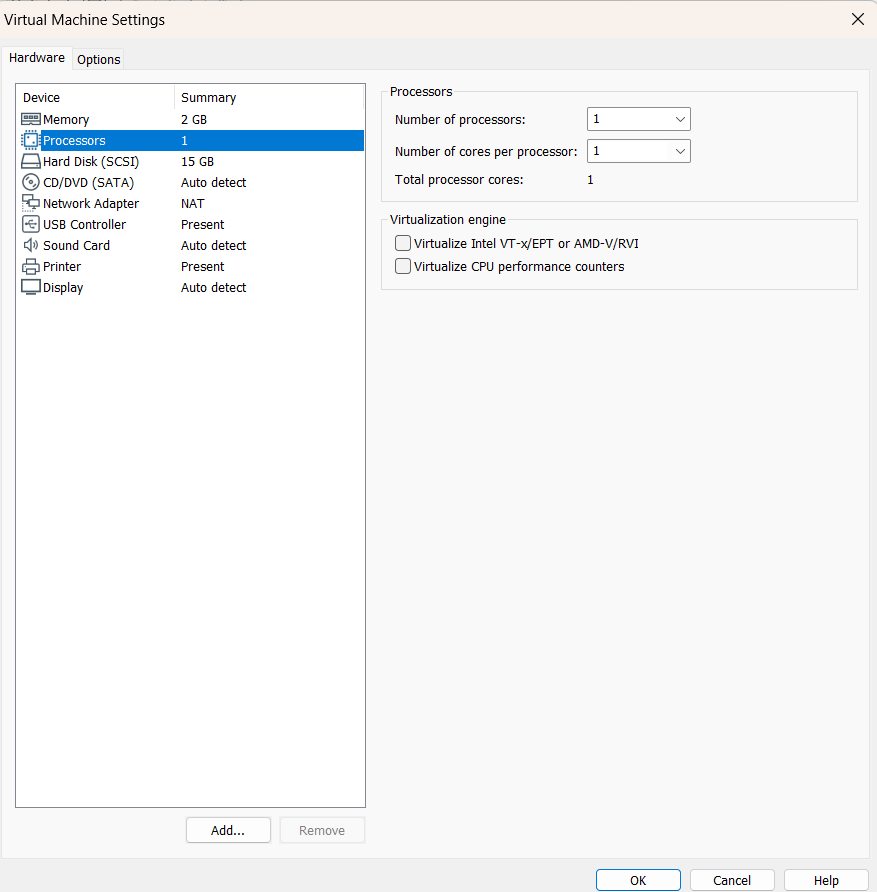 Virtual Machine Settings
Hardware Options
Device Summary
Memory 2 GB
Processors 1
Hard Disk (SCSI) 15 GB
CD/DVD (SATA) Auto detect
Network Adapter NAT
USB Controller Present
Sound Card Auto detect
Printer Present
Display Auto detect
Add... Remove
Processors
Number of processors: 1
Number of cores per processor: 1
Total processor cores: 1
Virtualization engine
Virtualize Intel VT-x/EPT or AMD-V/RVI
Virtualize CPU performance counters
OK Cancel Help